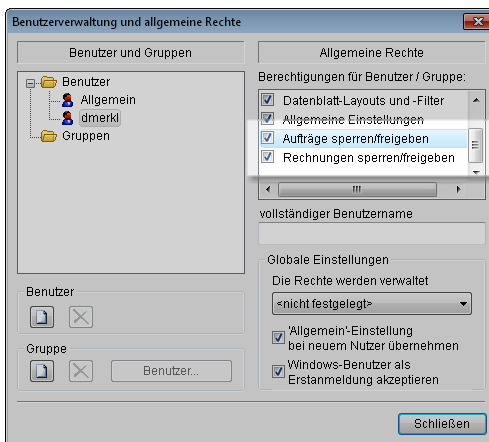 Benutzerverwaltung und allgemeine Rechte
Benutzer und Gruppen
Allgemeine Rechte
Benutzer
Allgemein
dmerkl
Gruppen
Berechtigungen für Benutzer / Gruppe:
Datenblatt-Layouts und -Filter
Allgemeine Einstellungen
Aufträge sperren/freigeben
Rechnungen sperren/freigeben
vollständiger Benutzername
Globale Einstellungen
Die Rechte werden verwaltet
<nicht festgelegt>
'Allgemein'-Einstellung
bei neuem Nutzer übernehmen
Windows-Benutzer als
Erstanmeldung akzeptieren
Benutzer
Gruppe
Benutzer...
Schließen